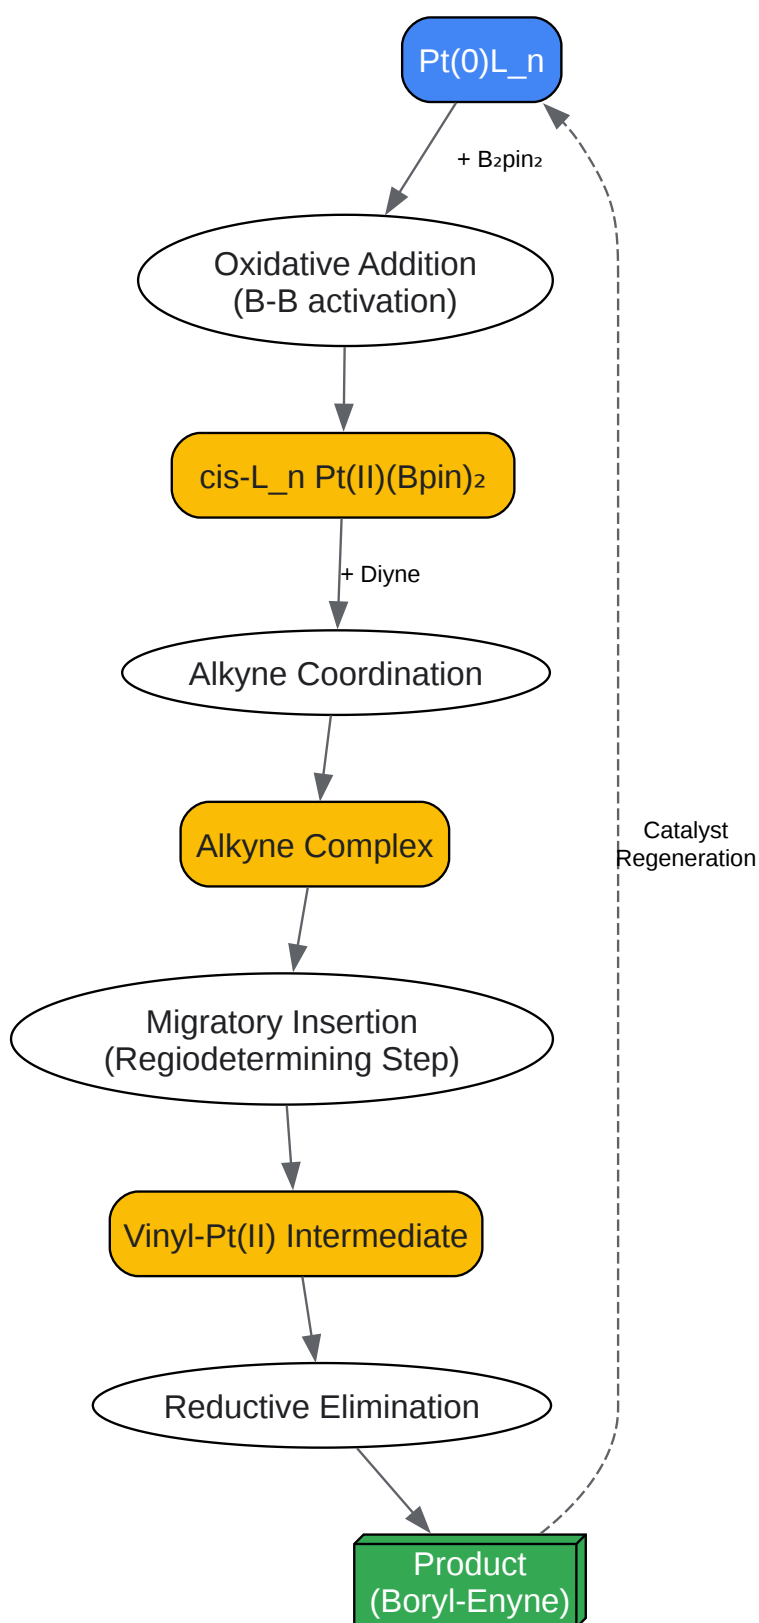 Pt(0)L_n
+ B₂pin₂
Oxidative Addition
(B-B activation)
cis-L_n Pt(II)(Bpin)₂
+ Diyne
Alkyne Coordination
Alkyne Complex
Catalyst
Regeneration
Migratory Insertion
(Regiodetermining Step)
Vinyl-Pt(II) Intermediate
Reductive Elimination
Product
(Boryl-Enyne)